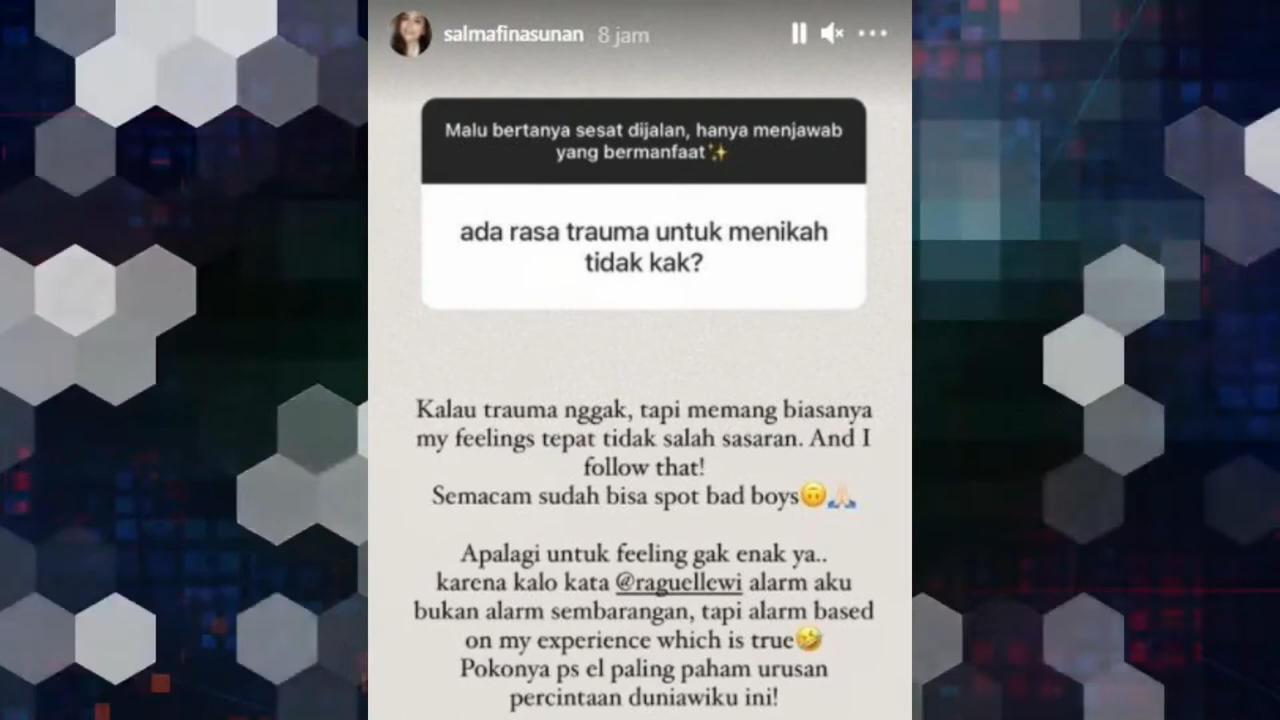 salmafinasunan 8 jam
Malu bertanya sesat dijalan, hanya menjawab
yang bermanfaat✨
ada rasa trauma untuk menikah
tidak kak?
Kalau trauma nggak, tapi memang biasanya
my feelings tepat tidak salah sasaran. And I
follow that!
Semacam sudah bisa spot bad boys🙃🙏🏻
Apalagi untuk feeling gak enak ya..
karena kalo kata @raguellewi alarm aku
bukan alarm sembarangan, tapi alarm based
on my experience which is true🤣
Pokonya ps el paling paham urusan
percintaan duniawiku ini!